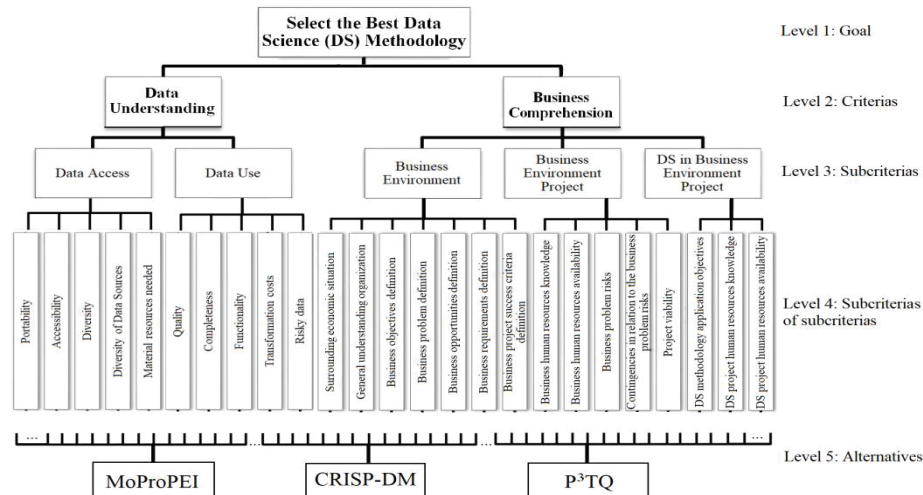 Select the Best Data
Science (DS) Methodology
Level 1: Goal
Data
Understanding
Business
Comprehension
Level 2: Criterias
Data Access
Data Use
Business
Environment
Business
Environment
Project
DS in Business
Environment
Project
Level 3: Subcriterias
Portability
Accessibility
Diversity
Diversity of Data Sources
Material resources needed
Quality
Completeness
Functionality
Transformation costs
Risky data
Surrounding economic situation
General understanding organization
Business objectives definition
Business problem definition
Business opportunities definition
Business requirements definition
Business project success criteria
definition
Business human resources knowledge
Business human resources availability
Business problem risks
Contingencies in relation to the business
problem risks
Project viability
DS methodology application objectives
DS project human resources knowledge
DS project human resources availability
Level 4: Subcriterias
of subcriterias
...
...
...
...
Level 5: Alternatives
MoProPEI
CRISP-DM
P³TQ